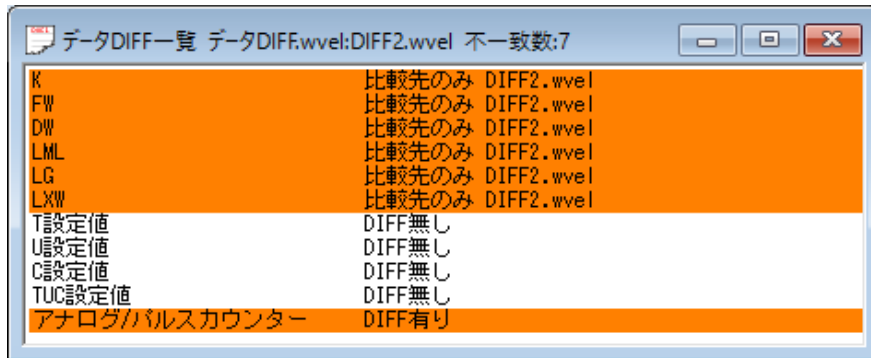 データDIFF一覧 データDIFF.wvel:DIFF2.wvel 不一致数:7
K 比較先のみ DIFF2.wvel
FW 比較先のみ DIFF2.wvel
DW 比較先のみ DIFF2.wvel
LML 比較先のみ DIFF2.wvel
LG 比較先のみ DIFF2.wvel
LXW 比較先のみ DIFF2.wvel
T設定値 DIFF無し
U設定値 DIFF無し
C設定値 DIFF無し
TUC設定値 DIFF無し
アナログ/パルスカウンター DIFF有り